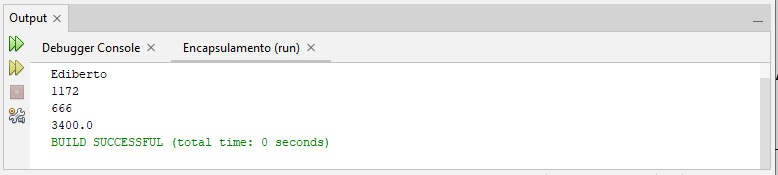 Output
Debugger Console
Encapsulamento (run)
Ediberto
1172
666
3400.0
BUILD SUCCESSFUL (total time: 0 seconds)